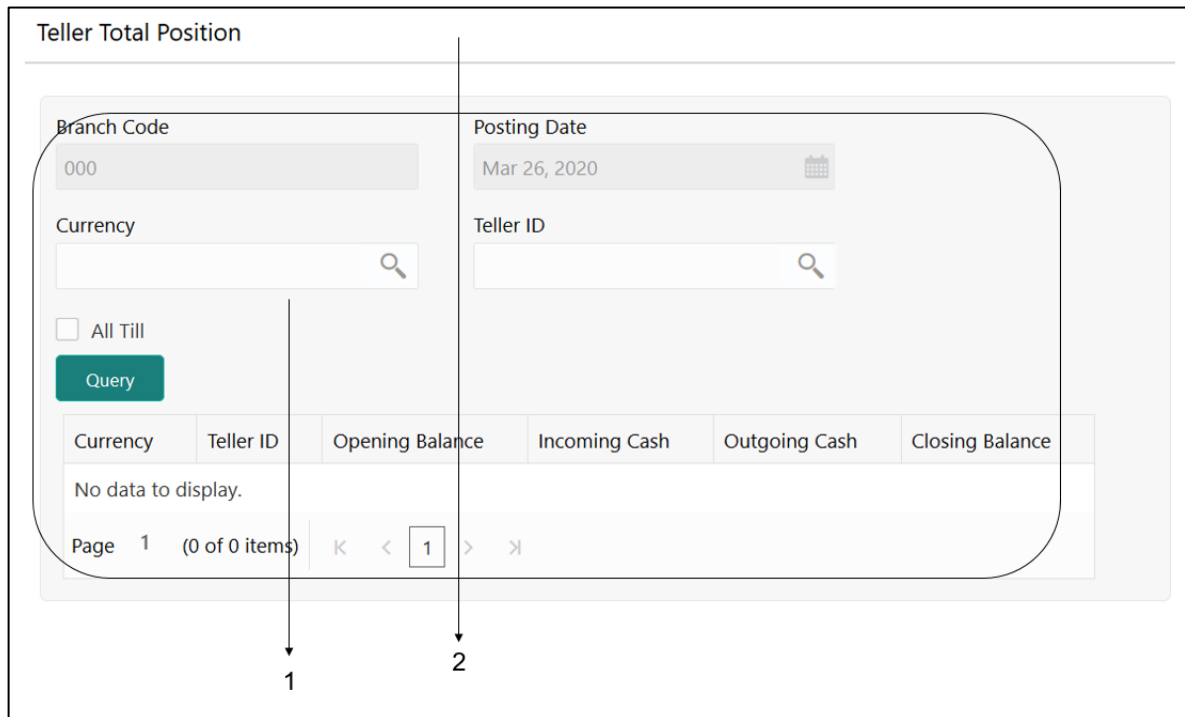 Teller Total Position
Branch Code Posting Date
000 Mar 26, 2020
Currency Teller ID
All Till
Query
Currency Teller ID Opening Balance Incoming Cash Outgoing Cash Closing Balance
No data to display.
Page 1 (0 of 0 items) 1
1 2